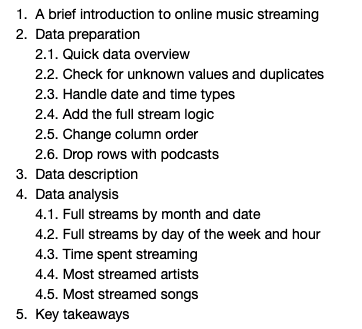 1. A brief introduction to online music streaming
2. Data preparation
2.1. Quick data overview
2.2. Check for unknown values and duplicates
2.3. Handle date and time types
2.4. Add the full stream logic
2.5. Change column order
2.6. Drop rows with podcasts
3. Data description
4. Data analysis
4.1. Full streams by month and date
4.2. Full streams by day of the week and hour
4.3. Time spent streaming
4.4. Most streamed artists
4.5. Most streamed songs
5. Key takeaways